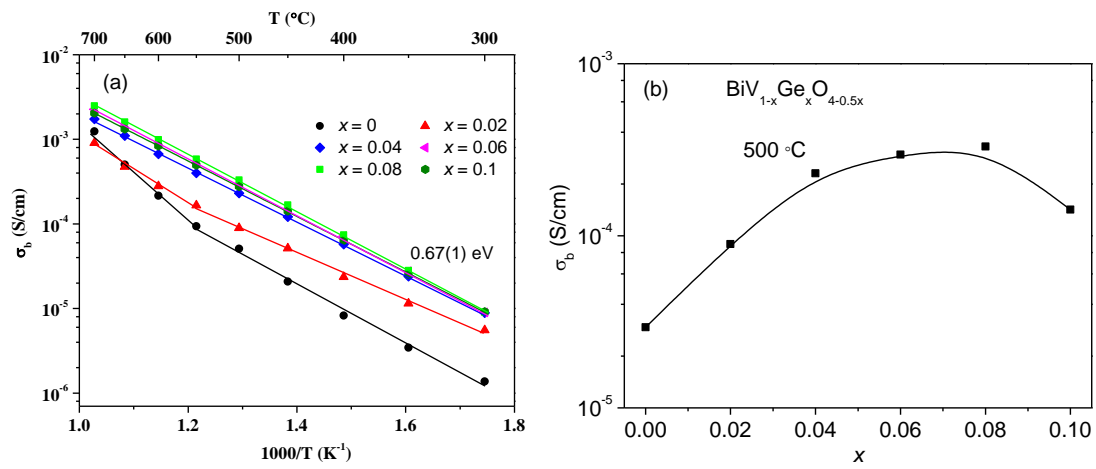 T (°C)
700 600 500 400 300
(a)
x = 0 x = 0.02
x = 0.04 x = 0.06
x = 0.08 x = 0.1
0.67(1) eV
σb (S/cm)
10⁻² 10⁻³ 10⁻⁴ 10⁻⁵ 10⁻⁶
1.0 1.2 1.4 1.6 1.8
1000/T (K⁻¹)
(b)
BiV₁₋ₓGeₓO₄₋₀.₅ₓ
500 °C
σb (S/cm)
10⁻³ 10⁻⁴ 10⁻⁵
0.00 0.02 0.04 0.06 0.08 0.10
x